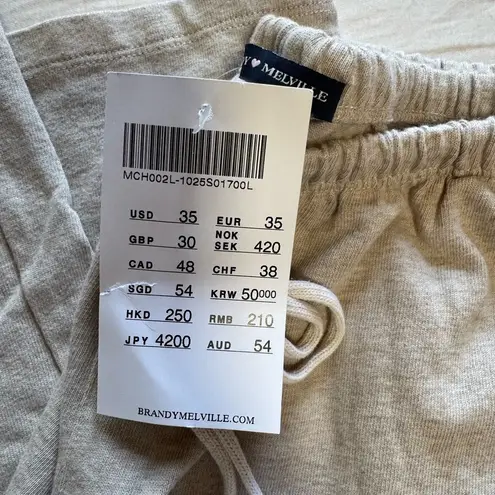 ♥ MELVILLE
MCH002L-1025S01700L
USD 35 EUR 35
GBP 30 NOK SEK 420
CAD 48 CHF 38
SGD 54 KRW 50000
HKD 250 RMB 210
JPY 4200 AUD 54
BRANDYMELVILLE.COM